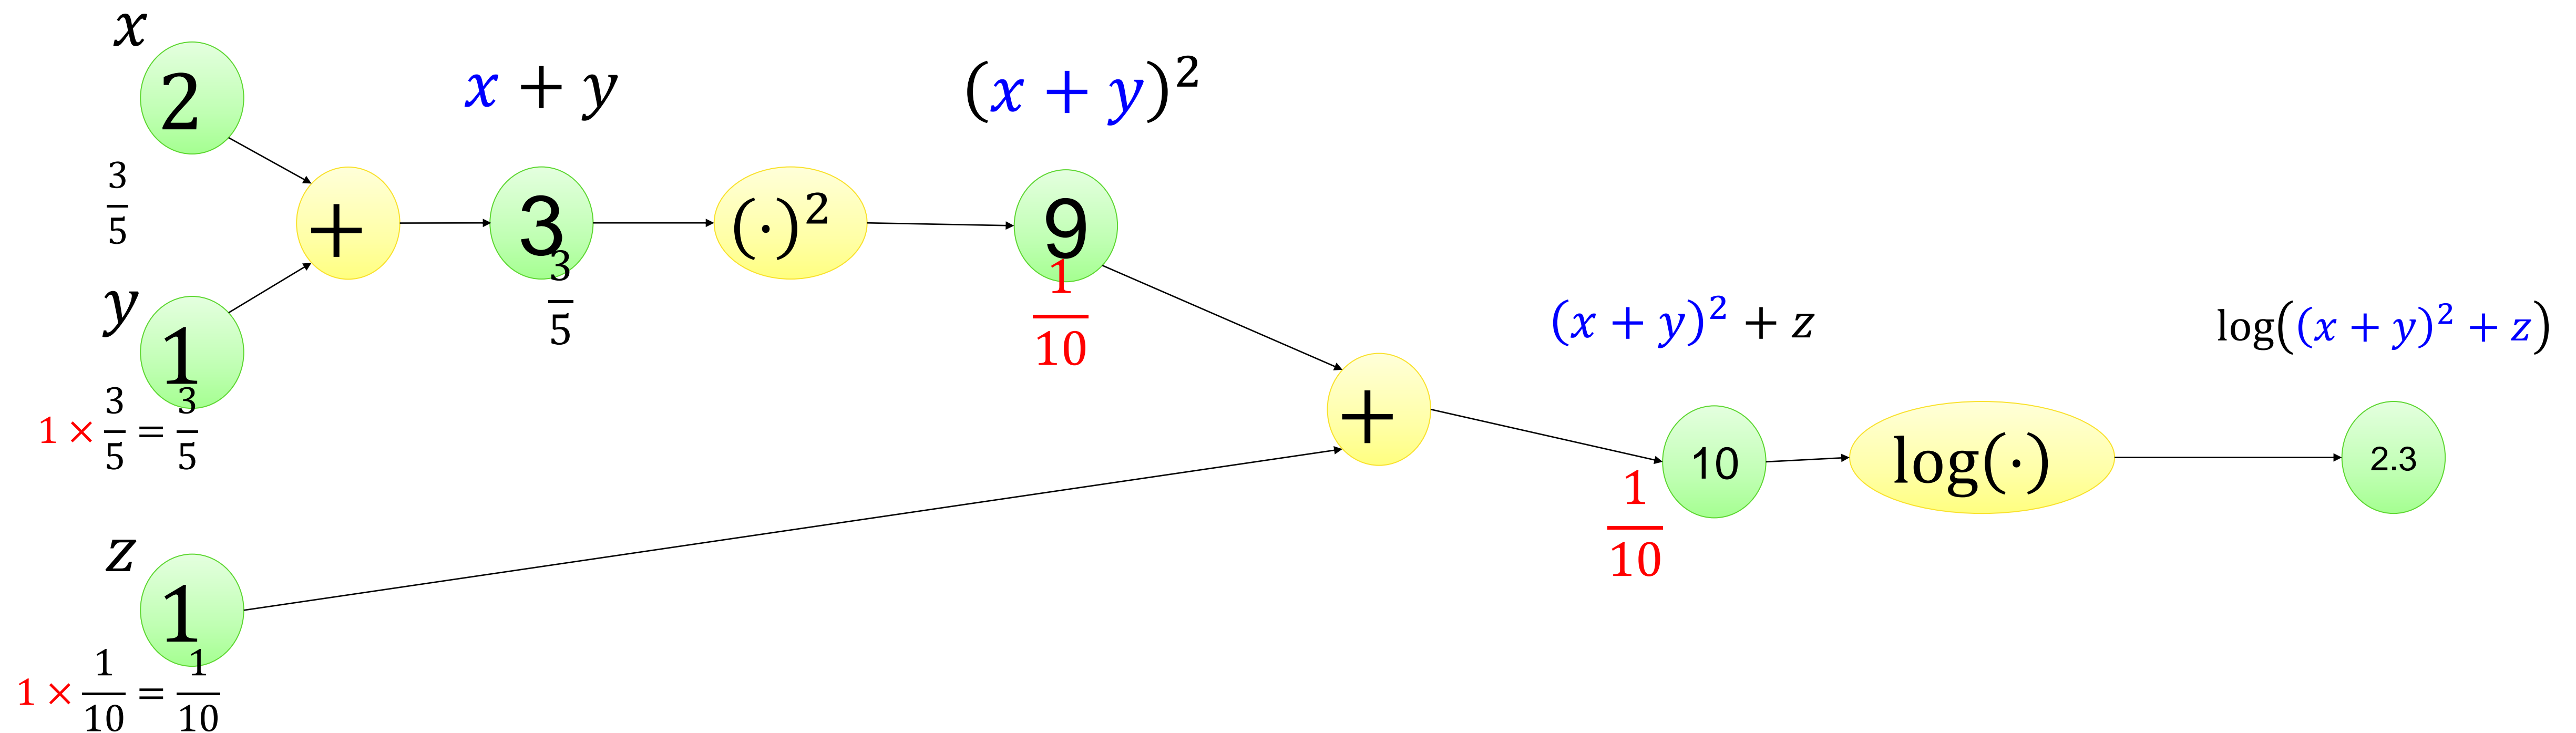 x
2
x + y
(x + y)²
3/5
+
3
3/5
(·)²
9
1/10
y
1
1 × 3/5 = 3/5
+
(x + y)² + z
log((x + y)² + z)
10
1/10
log(·)
2.3
z
1
1 × 1/10 = 1/10